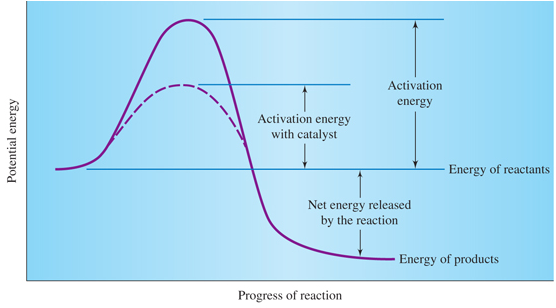 Potential energy
Activation
energy
Activation energy
with catalyst
Energy of reactants
Net energy released
by the reaction
Energy of products
Progress of reaction